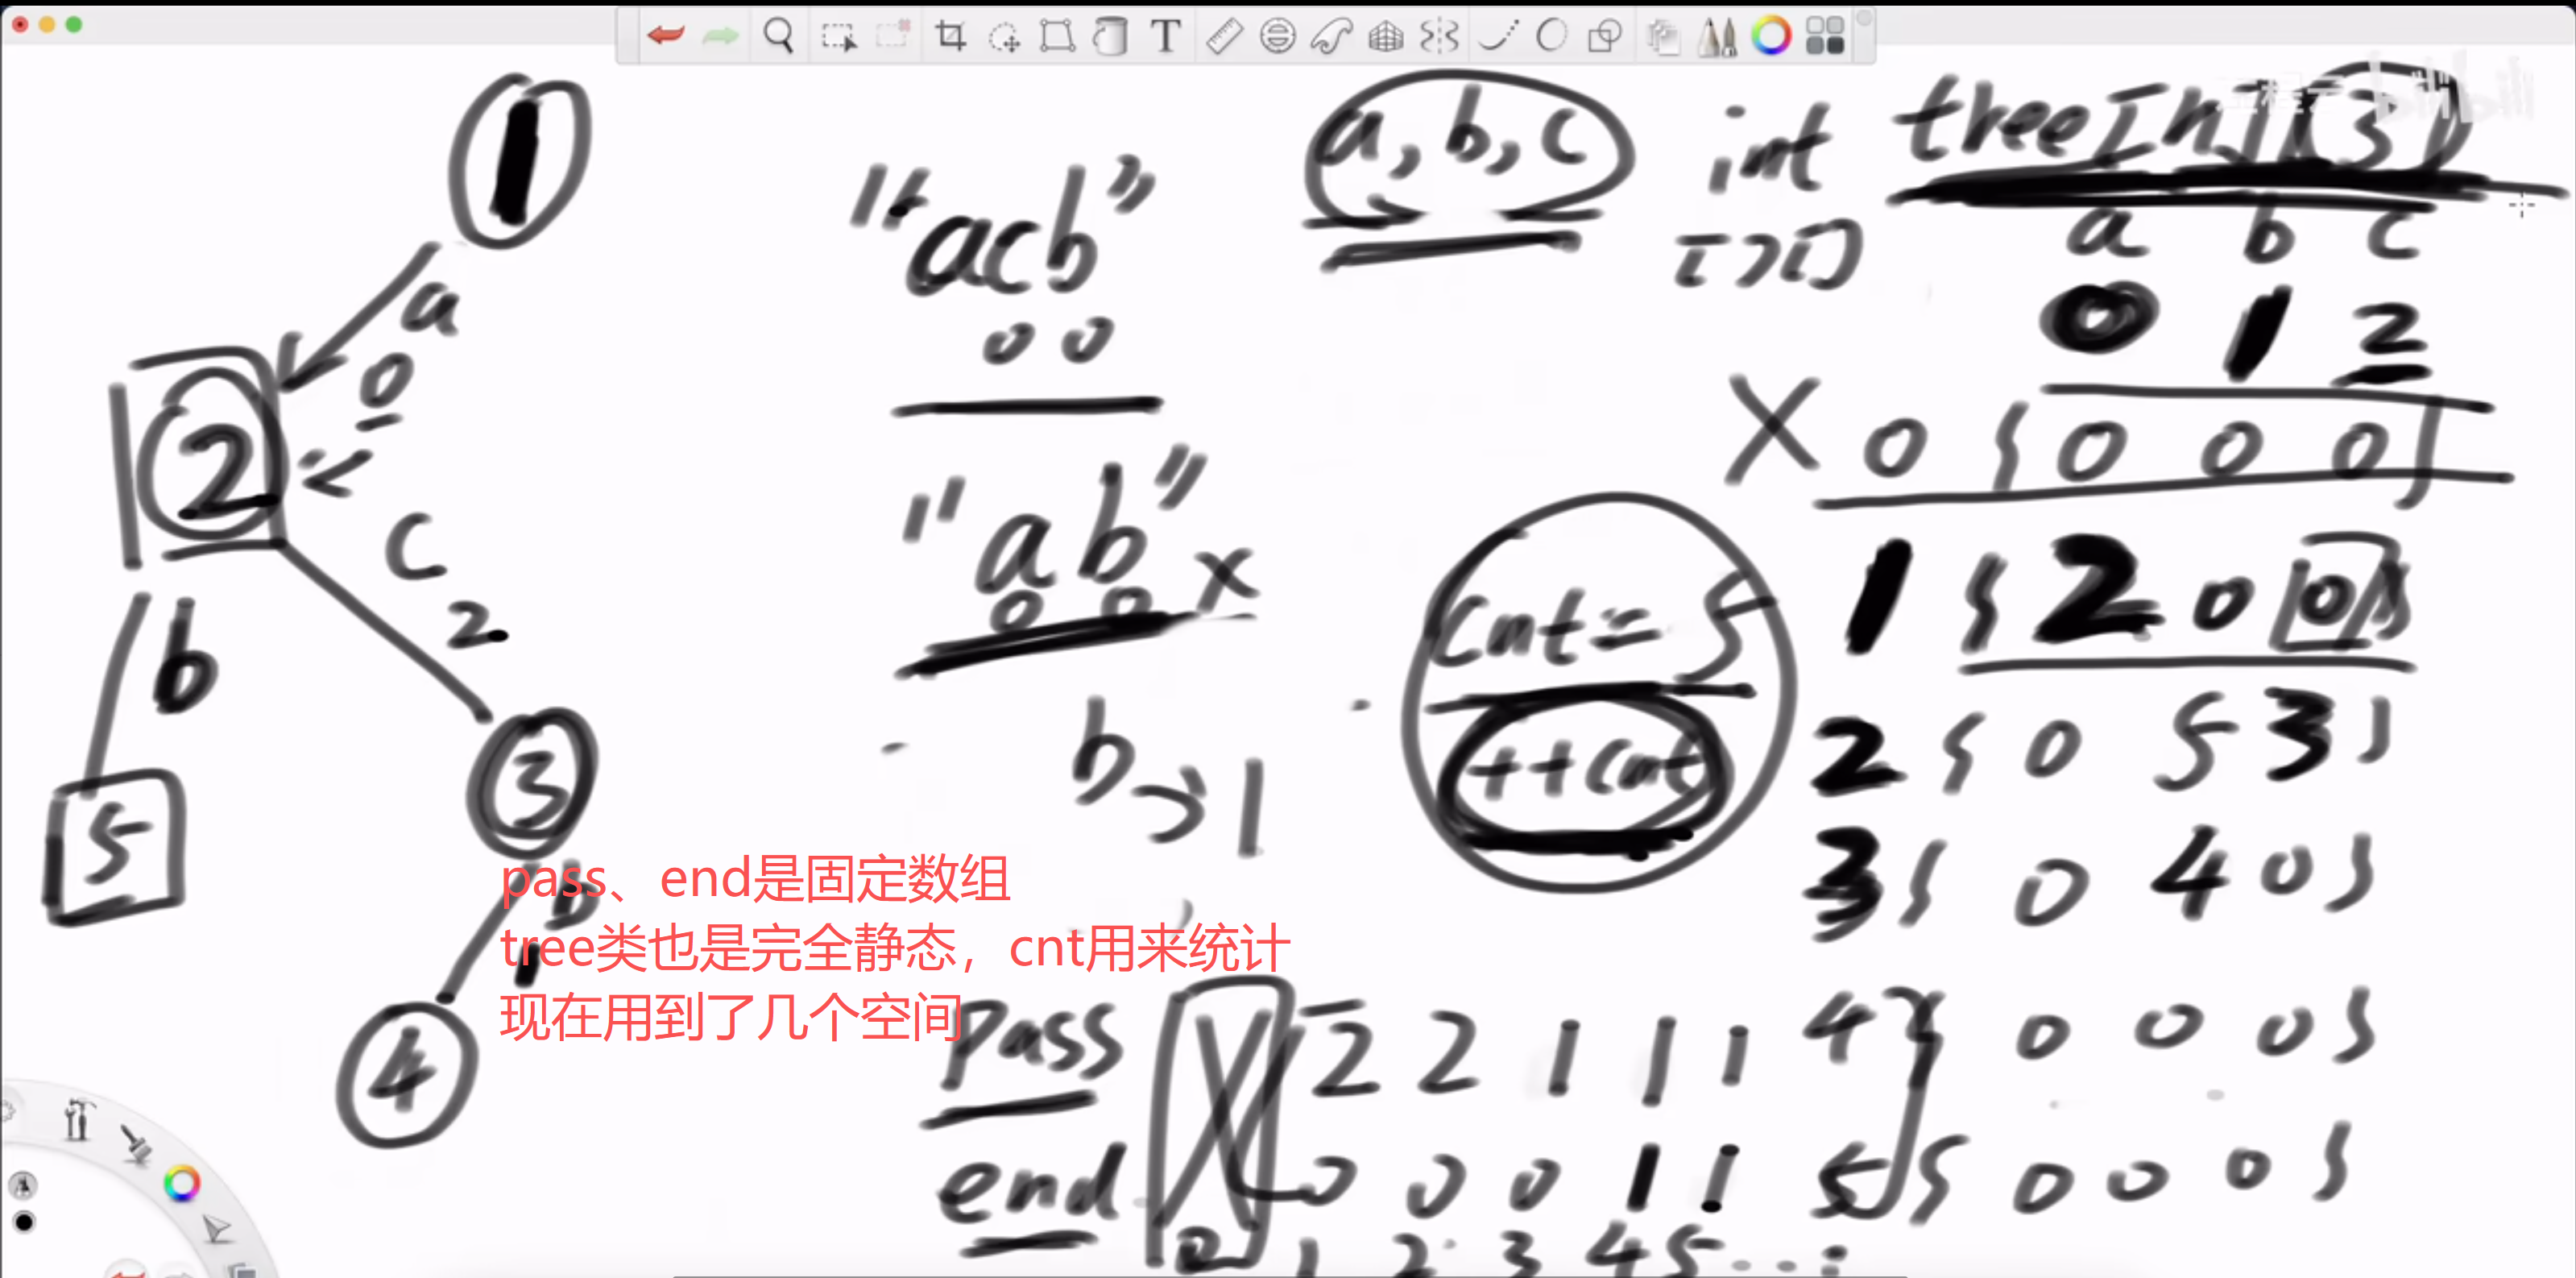 1
a
0
2
c
2
b
3
5
b
1
4
"acb"
0 0
"ab" x
0 0
b → 1
a, b, c
cnt = 5
++cnt
int
[][]
a b c
0 1 2
X 0 { 0 0 0 }
1 { 2 0 0 }
2 { 0 5 3 }
3 { 0 4 0 }
4 { 0 0 0 }
5 { 0 0 0 }
pass、end是固定数组
tree类也是完全静态，cnt用来统计
现在用到了几个空间
pass X 2 2 1 1 1
end 0 0 0 1 1
0 1 2 3 4 5 . . .
bilibili